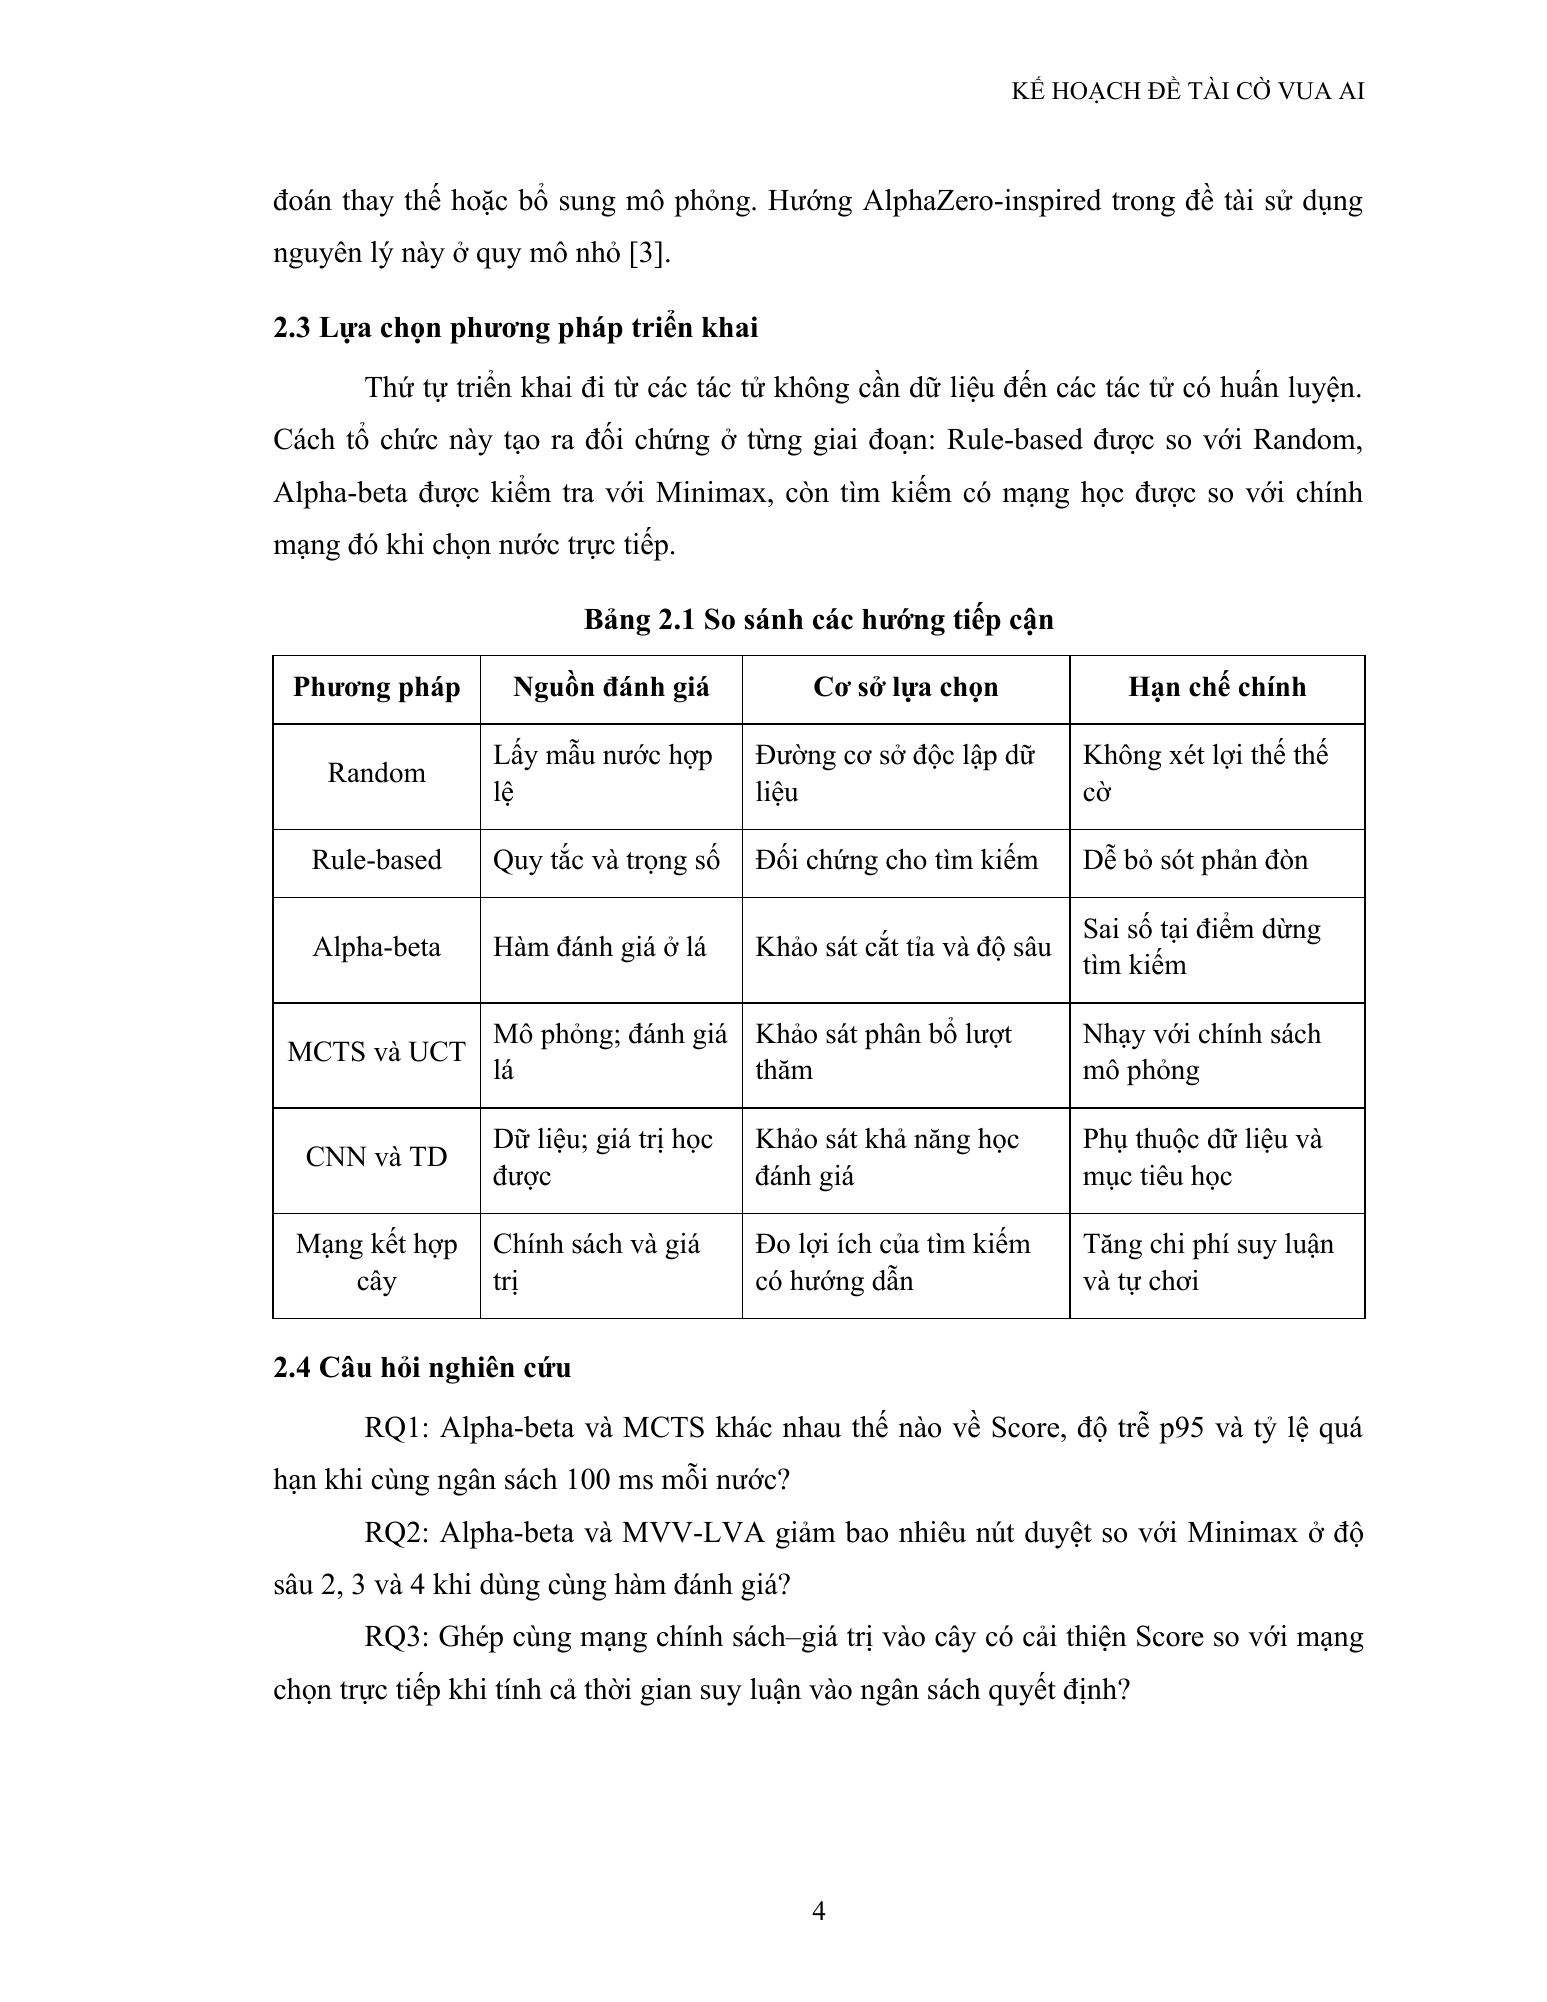 KẾ HOẠCH ĐỀ TÀI CỜ VUA AI
đoán thay thế hoặc bổ sung mô phỏng. Hướng AlphaZero-inspired trong đề tài sử dụng
nguyên lý này ở quy mô nhỏ [3].
2.3 Lựa chọn phương pháp triển khai
Thứ tự triển khai đi từ các tác tử không cần dữ liệu đến các tác tử có huấn luyện.
Cách tổ chức này tạo ra đối chứng ở từng giai đoạn: Rule-based được so với Random,
Alpha-beta được kiểm tra với Minimax, còn tìm kiếm có mạng học được so với chính
mạng đó khi chọn nước trực tiếp.
Bảng 2.1 So sánh các hướng tiếp cận
Phương pháp Nguồn đánh giá Cơ sở lựa chọn Hạn chế chính
Random
Lấy mẫu nước hợp
lệ
Đường cơ sở độc lập dữ
liệu
Không xét lợi thế thế
cờ
Rule-based Quy tắc và trọng số Đối chứng cho tìm kiếm Dễ bỏ sót phản đòn
Alpha-beta Hàm đánh giá ở lá Khảo sát cắt tỉa và độ sâu
Sai số tại điểm dừng
tìm kiếm
MCTS và UCT
Mô phỏng; đánh giá
lá
Khảo sát phân bổ lượt
thăm
Nhạy với chính sách
mô phỏng
CNN và TD
Dữ liệu; giá trị học
được
Khảo sát khả năng học
đánh giá
Phụ thuộc dữ liệu và
mục tiêu học
Mạng kết hợp
cây
Chính sách và giá
trị
Đo lợi ích của tìm kiếm
có hướng dẫn
Tăng chi phí suy luận
và tự chơi
2.4 Câu hỏi nghiên cứu
RQ1: Alpha-beta và MCTS khác nhau thế nào về Score, độ trễ p95 và tỷ lệ quá
hạn khi cùng ngân sách 100 ms mỗi nước?
RQ2: Alpha-beta và MVV-LVA giảm bao nhiêu nút duyệt so với Minimax ở độ
sâu 2, 3 và 4 khi dùng cùng hàm đánh giá?
RQ3: Ghép cùng mạng chính sách–giá trị vào cây có cải thiện Score so với mạng
chọn trực tiếp khi tính cả thời gian suy luận vào ngân sách quyết định?
4